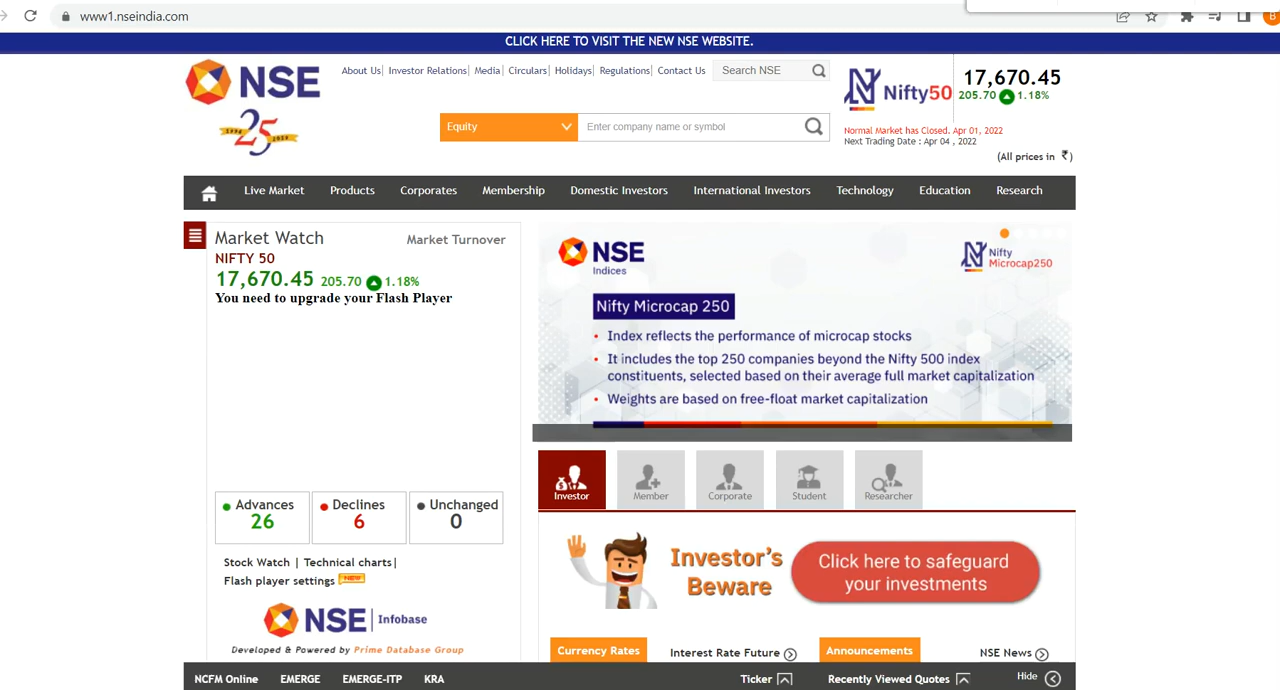 www1.nseindia.com
B
CLICK HERE TO VISIT THE NEW NSE WEBSITE.
NSE
About Us| Investor Relations| Media| Circulars| Holidays| Regulations| Contact Us
Search NSE
Nifty50
17,670.45
205.70 1.18%
25
Equity
Enter company name or symbol
Normal Market has Closed. Apr 01, 2022
Next Trading Date : Apr 04 , 2022
(All prices in ₹)
Live Market Products Corporates Membership Domestic Investors International Investors Technology Education Research
Market Watch
Market Turnover
NIFTY 50
17,670.45 205.70 1.18%
You need to upgrade your Flash Player
Advances
26
Declines
6
Unchanged
0
Stock Watch | Technical charts|
Flash player settings NEW
NSE Infobase
Developed & Powered by Prime Database Group
NSE
Indices
Nifty
Microcap250
Nifty Microcap 250
• Index reflects the performance of microcap stocks
• It includes the top 250 companies beyond the Nifty 500 index
constituents, selected based on their average full market capitalization
• Weights are based on free-float market capitalization
Investor
Member
Corporate
Student
Researcher
Investor's
Beware
Click here to safeguard
your investments
Currency Rates
Interest Rate Future
Announcements
NSE News
NCFM Online EMERGE EMERGE-ITP KRA
Ticker
Recently Viewed Quotes
Hide